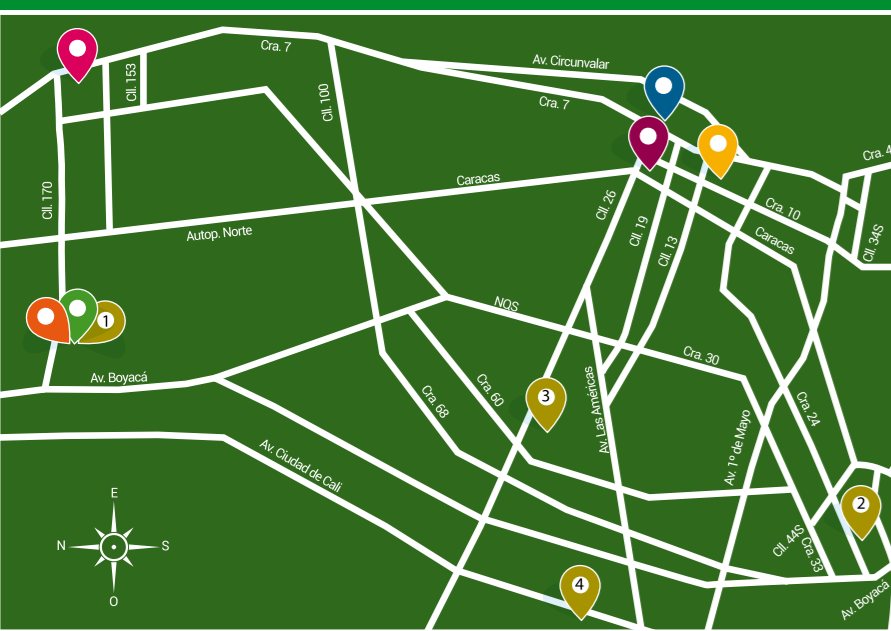 Cra. 7
Av. Circunvalar
Cll. 153
Cll. 100
Cra. 7
Cra. 4
Caracas
Cll. 170
Cll. 26
Cra. 10
Autop. Norte
Cll. 19
Cll. 13
Caracas
Cll. 34S
NQS
1
Cra. 30
Av. Boyacá
Cra. 60
Cra. 68
3
Av. Las Américas
Cra. 24
Av. 1º de Mayo
Av. Ciudad de Cali
2
E
N
S
O
Cll. 44S
Cra. 33
4
Av. Boyacá